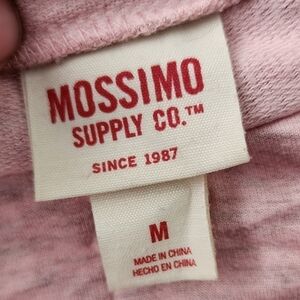 MOSSIMO
SUPPLY CO.™
SINCE 1987
M
MADE IN CHINA
HECHO EN CHINA